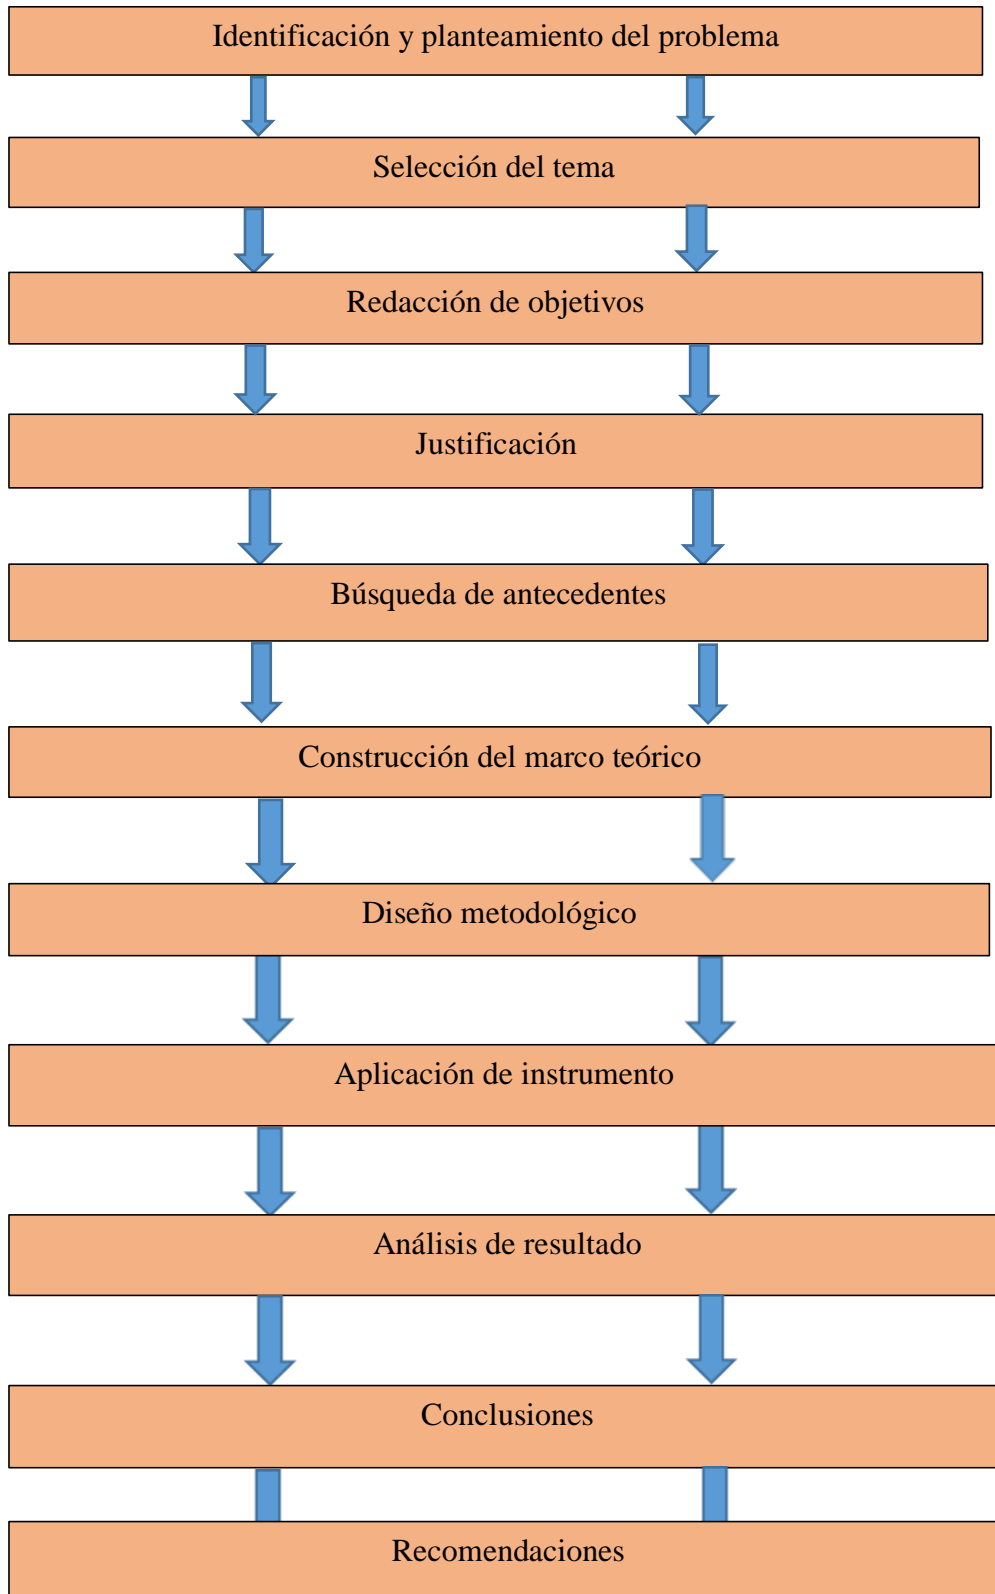 Identificación y planteamiento del problema
Selección del tema
Redacción de objetivos
Justificación
Búsqueda de antecedentes
Construcción del marco teórico
Diseño metodológico
Aplicación de instrumento
Análisis de resultado
Conclusiones
Recomendaciones